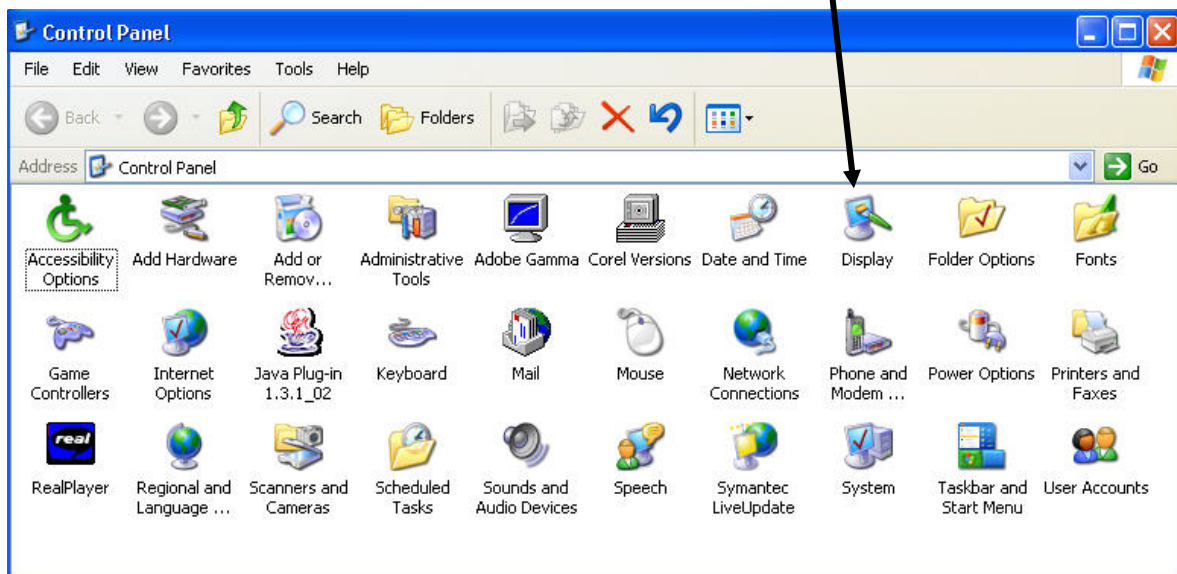 Control Panel
File Edit View Favorites Tools Help
Back Search Folders
Address Control Panel Go
Accessibility Options
Add Hardware
Add or Remov...
Administrative Tools
Adobe Gamma
Corel Versions
Date and Time
Display
Folder Options
Fonts
Game Controllers
Internet Options
Java Plug-in 1.3.1_02
Keyboard
Mail
Mouse
Network Connections
Phone and Modem ...
Power Options
Printers and Faxes
real
RealPlayer
Regional and Language ...
Scanners and Cameras
Scheduled Tasks
Sounds and Audio Devices
Speech
Symantec LiveUpdate
System
Taskbar and Start Menu
User Accounts